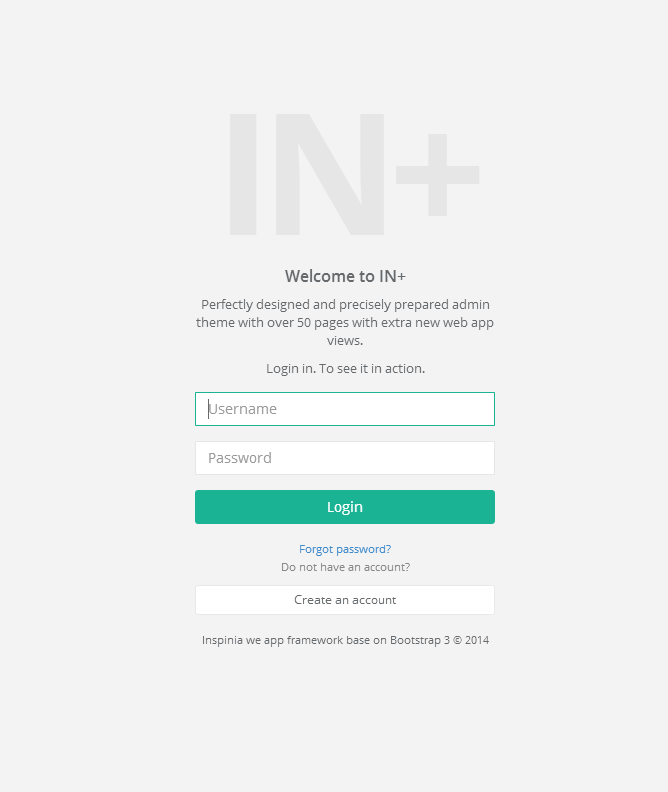 IN+
Welcome to IN+
Perfectly designed and precisely prepared admin
theme with over 50 pages with extra new web app
views.
Login in. To see it in action.
Username
Password
Login
Forgot password?
Do not have an account?
Create an account
Inspinia we app framework base on Bootstrap 3 © 2014